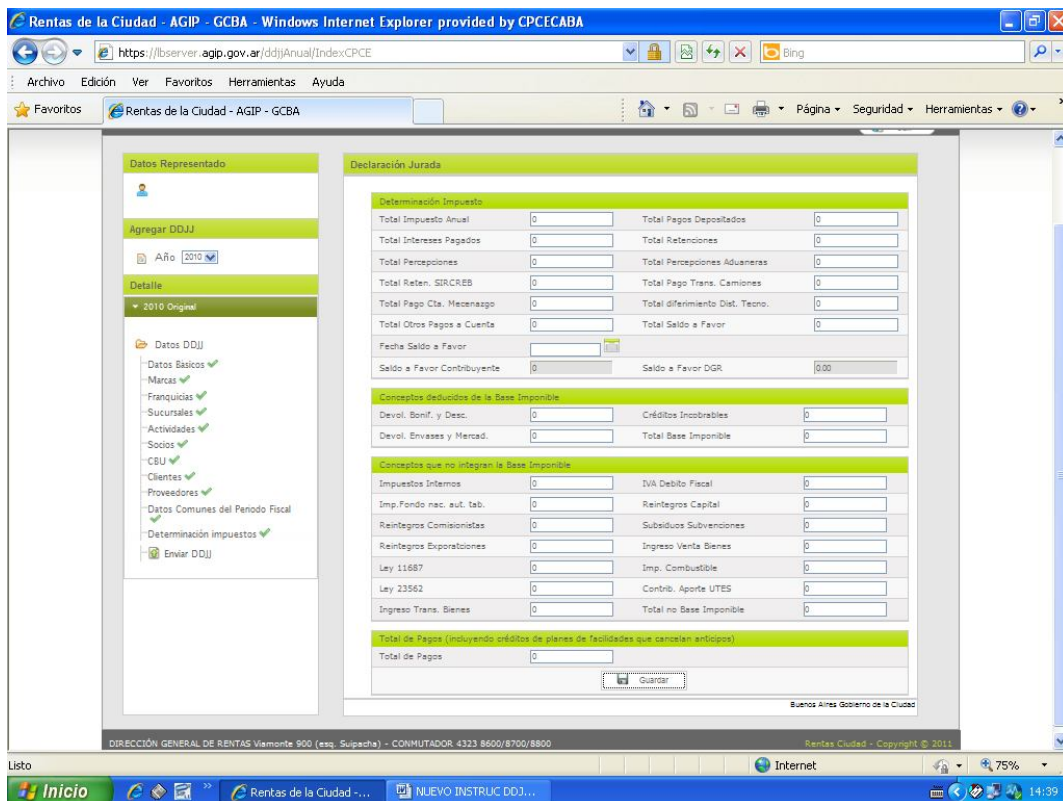 Rentas de la Ciudad - AGIP - GCBA - Windows Internet Explorer provided by CPCECABA
https://lbserver.agip.gov.ar/ddjjAnual/IndexCPCE
Bing
Archivo Edición Ver Favoritos Herramientas Ayuda
Favoritos Rentas de la Ciudad - AGIP - GCBA Página Seguridad Herramientas
Datos Representado
Agregar DDJJ
Año 2010
Detalle
2010 Original
Datos DDJJ
Datos Básicos
Marcas
Franquicias
Sucursales
Actividades
Socios
CBU
Clientes
Proveedores
Datos Comunes del Periodo Fiscal
Determinación impuestos
Enviar DDJJ
Declaración Jurada
Determinación Impuesto
Total Impuesto Anual 0 Total Pagos Depositados 0
Total Intereses Pagados 0 Total Retenciones 0
Total Percepciones 0 Total Percepciones Aduaneras 0
Total Reten. SIRCREB 0 Total Pago Trans. Camiones 0
Total Pago Cta. Mecenazgo 0 Total diferimiento Dist. Tecno. 0
Total Otros Pagos a Cuenta 0 Total Saldo a Favor 0
Fecha Saldo a Favor
Saldo a Favor Contribuyente 0 Saldo a Favor DGR 0.00
Conceptos deducidos de la Base Imponible
Devol. Bonif. y Desc. 0 Créditos Incobrables 0
Devol. Envases y Mercad. 0 Total Base Imponible 0
Conceptos que no integran la Base Imponible
Impuestos Internos 0 IVA Debito Fiscal 0
Imp.Fondo nac. aut. tab. 0 Reintegros Capital 0
Reintegros Comisionistas 0 Subsiduos Subvenciones 0
Reintegros Exporatciones 0 Ingreso Venta Bienes 0
Ley 11687 0 Imp. Combustible 0
Ley 23562 0 Contrib. Aporte UTES 0
Ingreso Trans. Bienes 0 Total no Base Imponible 0
Total de Pagos (incluyendo créditos de planes de facilidades que cancelan anticipos)
Total de Pagos 0
Guardar
Buenos Aires Gobierno de la Ciudad
DIRECCIÓN GENERAL DE RENTAS Viamonte 900 (esq. Suipacha) - CONMUTADOR 4323 8600/8700/8800 Rentas Ciudad - Copyright © 2011
Listo Internet 75%
Inicio Rentas de la Ciudad -... NUEVO INSTRUC DDJ... 14:39